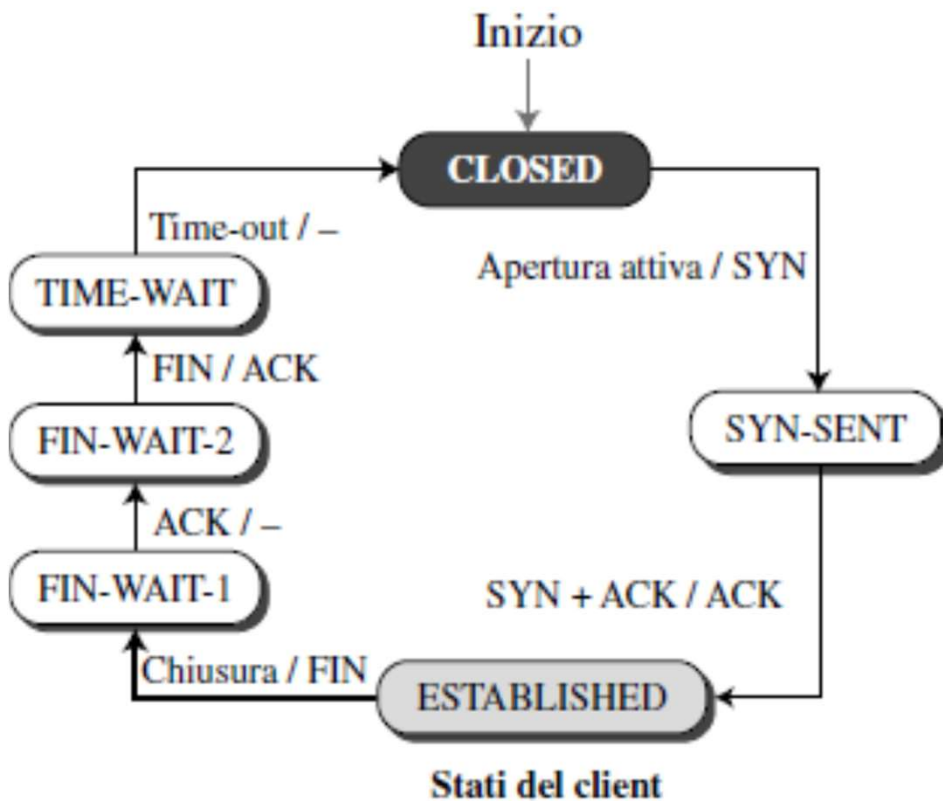 Inizio
CLOSED
Time-out / –
Apertura attiva / SYN
TIME-WAIT
FIN / ACK
FIN-WAIT-2
SYN-SENT
ACK / –
FIN-WAIT-1
SYN + ACK / ACK
Chiusura / FIN
ESTABLISHED
Stati del client